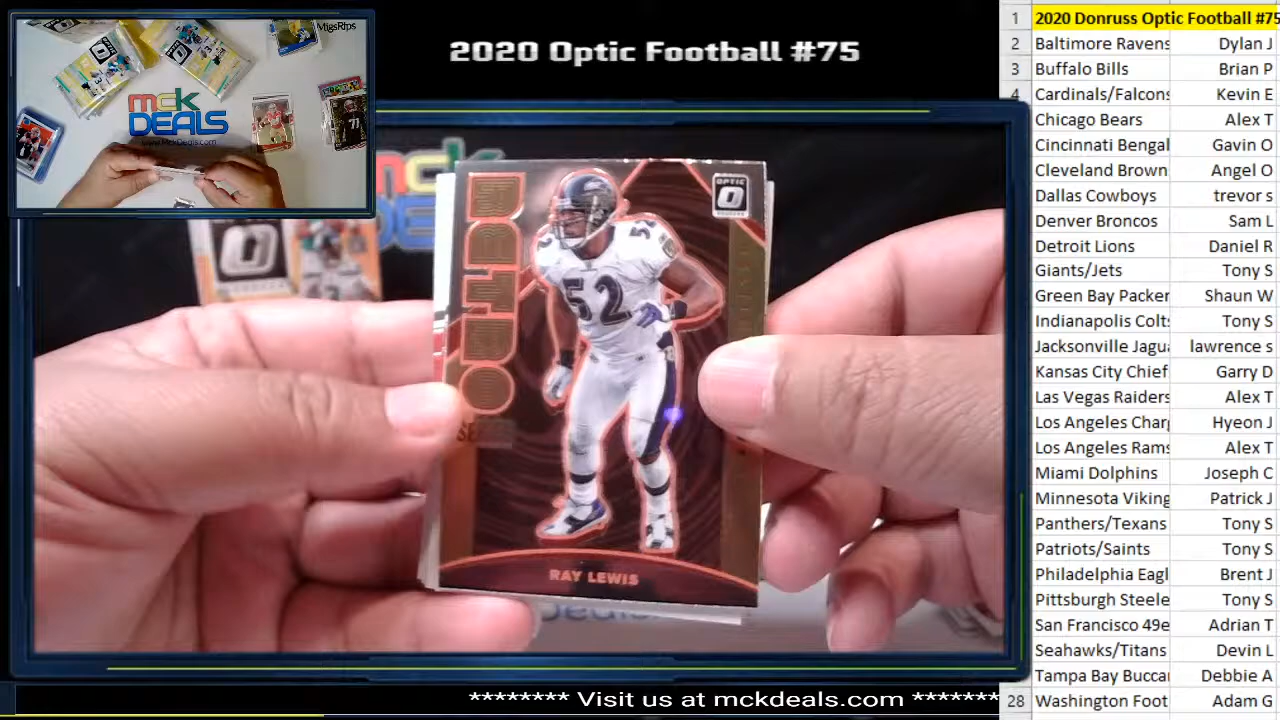 MigsRips
mck
DEALS
www.MckDeals.com
2020 Optic Football #75
OPTIC
52
RAY LEWIS
******** Visit us at mckdeals.com *******
1 2020 Donruss Optic Football #75
2 Baltimore Ravens Dylan J
3 Buffalo Bills Brian P
4 Cardinals/Falcons Kevin E
Chicago Bears Alex T
Cincinnati Bengal Gavin O
Cleveland Brown Angel O
Dallas Cowboys trevor s
Denver Broncos Sam L
Detroit Lions Daniel R
Giants/Jets Tony S
Green Bay Packer Shaun W
Indianapolis Colts Tony S
Jacksonville Jagu lawrence s
Kansas City Chief Garry D
Las Vegas Raiders Alex T
Los Angeles Char Hyeon J
Los Angeles Rams Alex T
Miami Dolphins Joseph C
Minnesota Viking Patrick J
Panthers/Texans Tony S
Patriots/Saints Tony S
Philadelphia Eagl Brent J
Pittsburgh Steele Tony S
San Francisco 49e Adrian T
Seahawks/Titans Devin L
Tampa Bay Bucca Debbie A
28 Washington Foot Adam G